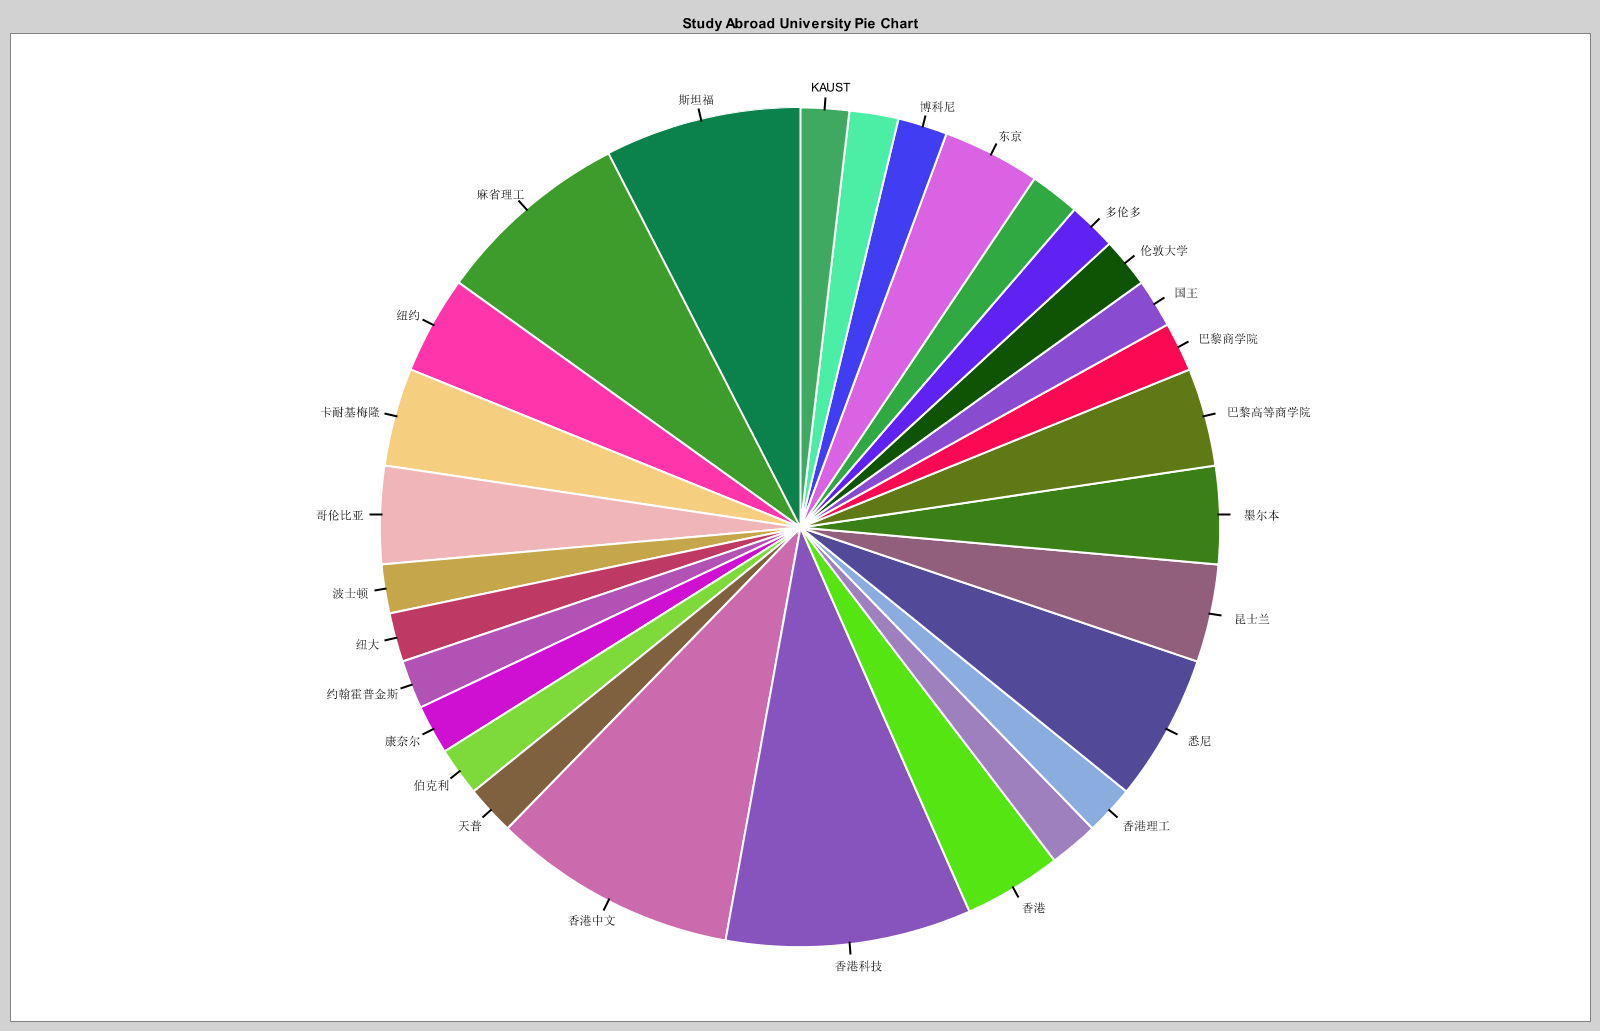 Study Abroad University Pie Chart
KAUST
博科尼
东京
多伦多
伦敦大学
国王
巴黎商学院
巴黎高等商学院
墨尔本
昆士兰
悉尼
香港理工
香港
香港科技
香港中文
天普
伯克利
康奈尔
约翰霍普金斯
纽大
波士顿
哥伦比亚
卡耐基梅隆
纽约
麻省理工
斯坦福